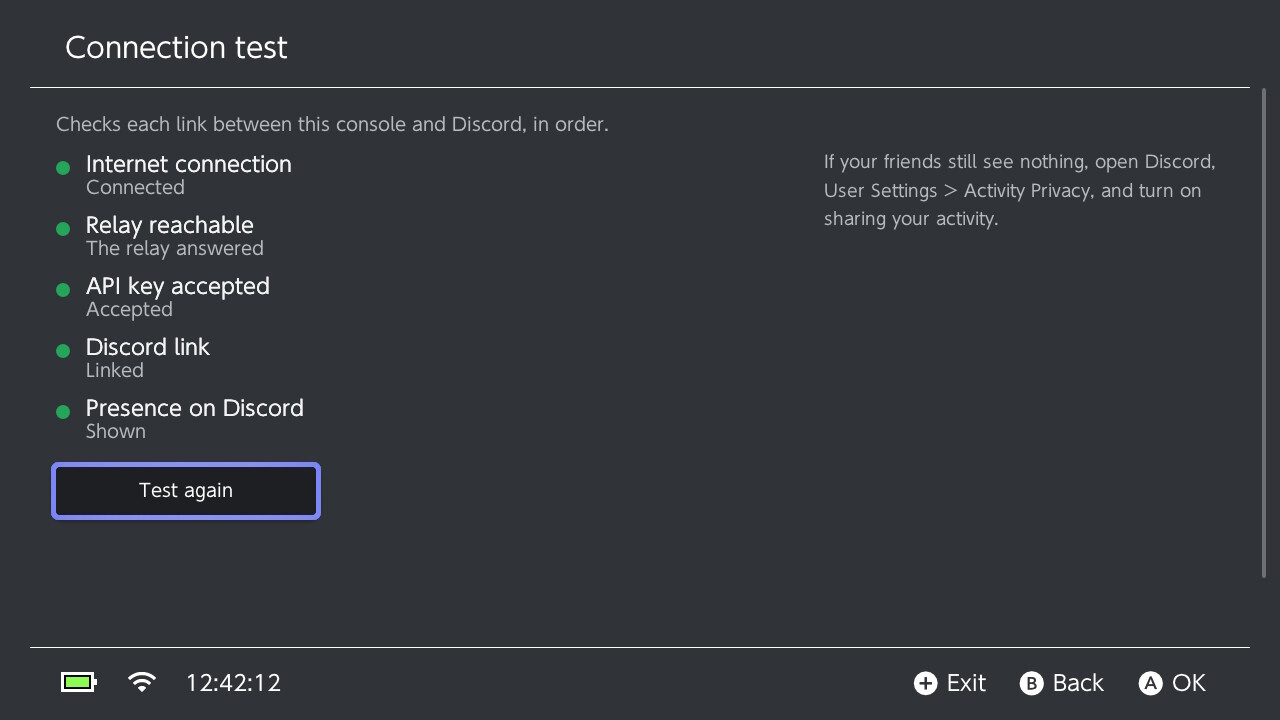 Connection test
Checks each link between this console and Discord, in order.
Internet connection
Connected
Relay reachable
The relay answered
API key accepted
Accepted
Discord link
Linked
Presence on Discord
Shown
Test again
If your friends still see nothing, open Discord,
User Settings > Activity Privacy, and turn on
sharing your activity.
12:42:12
+ Exit
B Back
A OK